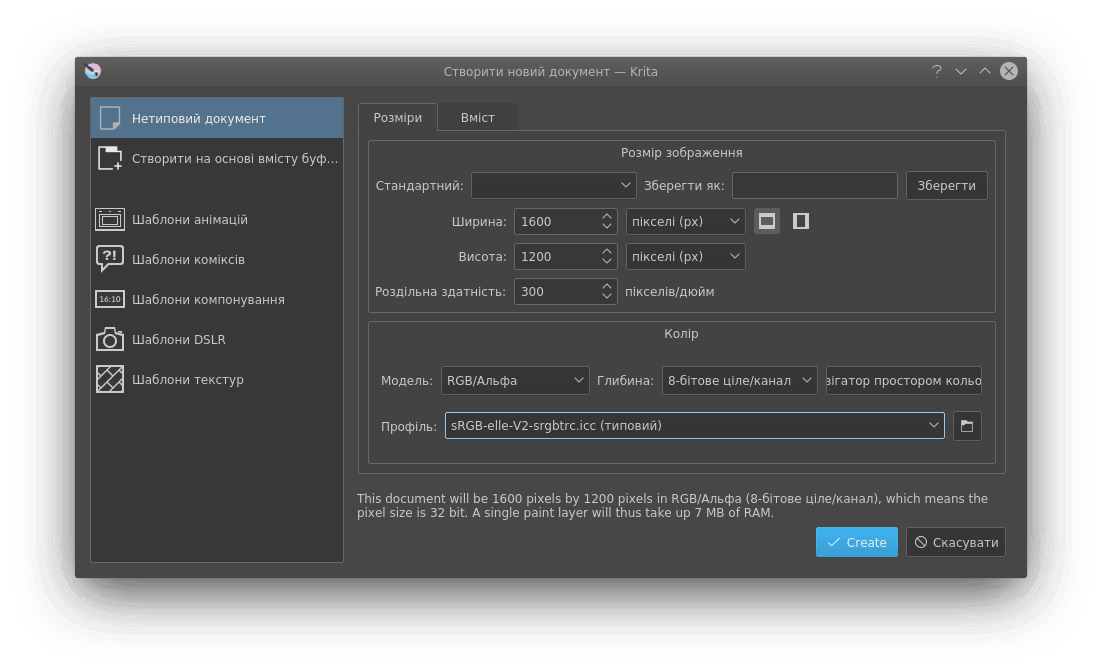 Створити новий документ — Krita
Нетиповий документ
Створити на основі вмісту буф...
Шаблони анімацій
?!
Шаблони коміксів
16:10
Шаблони компонування
Шаблони DSLR
Шаблони текстур
Розміри Вміст
Розмір зображення
Стандартний: Зберегти як: Зберегти
Ширина: 1600 пікселі (px)
Висота: 1200 пікселі (px)
Роздільна здатність: 300 пікселів/дюйм
Колір
Модель: RGB/Альфа Глибина: 8-бітове ціле/канал вігатор простором кольо
Профіль: sRGB-elle-V2-srgbtrc.icc (типовий)
This document will be 1600 pixels by 1200 pixels in RGB/Альфа (8-бітове ціле/канал), which means the
pixel size is 32 bit. A single paint layer will thus take up 7 MB of RAM.
Create Скасувати